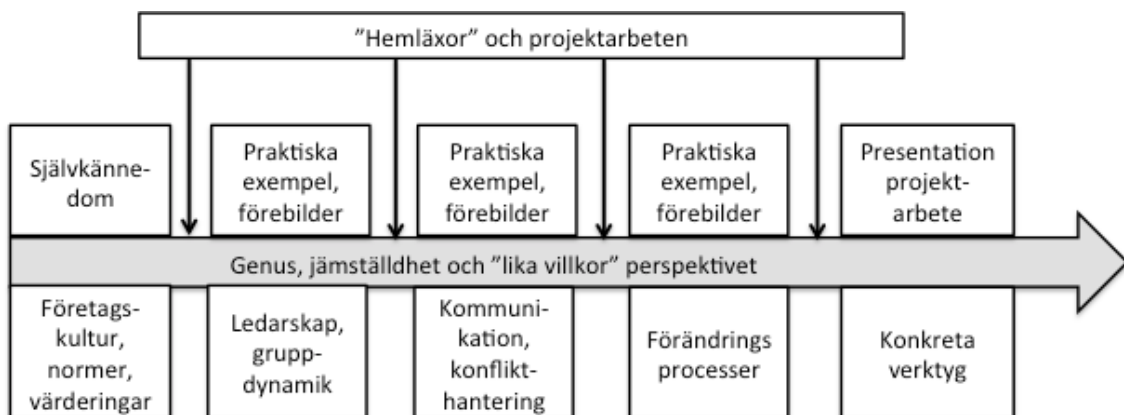 ”Hemläxor” och projektarbeten
Självkänne-
dom
Praktiska
exempel,
förebilder
Praktiska
exempel,
förebilder
Praktiska
exempel,
förebilder
Presentation
projekt-
arbete
Genus, jämställdhet och ”lika villkor” perspektivet
Företags-
kultur,
normer,
värderingar
Ledarskap,
grupp-
dynamik
Kommuni-
kation,
konflikt-
hantering
Förändrings
processer
Konkreta
verktyg